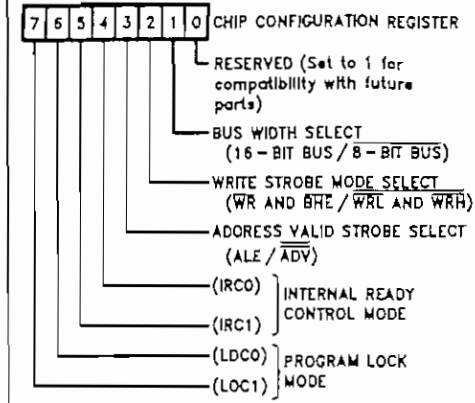 7 6 5 4 3 2 1 0 CHIP CONFIGURATION REGISTER
RESERVED (Set to 1 for
compatibility with future
parts)
BUS WIDTH SELECT
(16-BIT BUS / 8-BIT BUS)
WRITE STROBE MODE SELECT
(WR AND BHE / WRL AND WRH)
ADDRESS VALID STROBE SELECT
(ALE / ADV)
(IRC0)
INTERNAL READY
CONTROL MODE
(IRC1)
(LDC0)
PROGRAM LOCK
MODE
(LOC1)